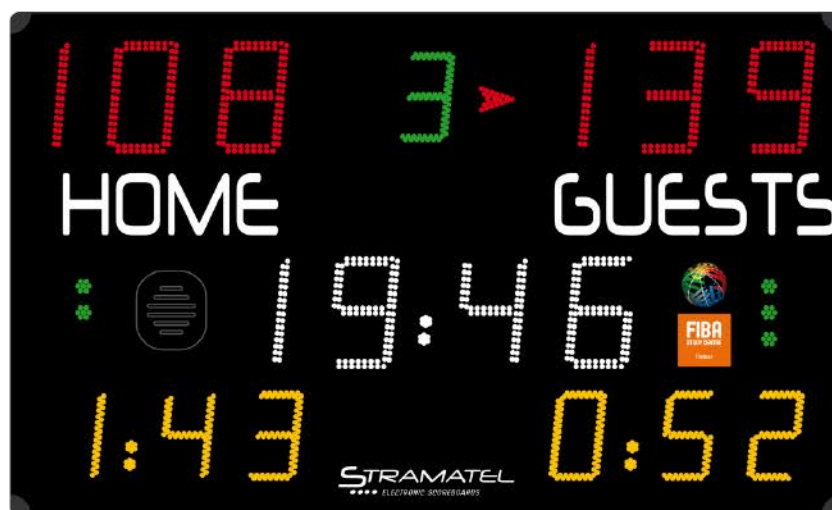 108 3 139
HOME GUESTS
19:46
FIBA
1:43 0:52
STRAMATEL
ELECTRONIC SCOREBOARDS